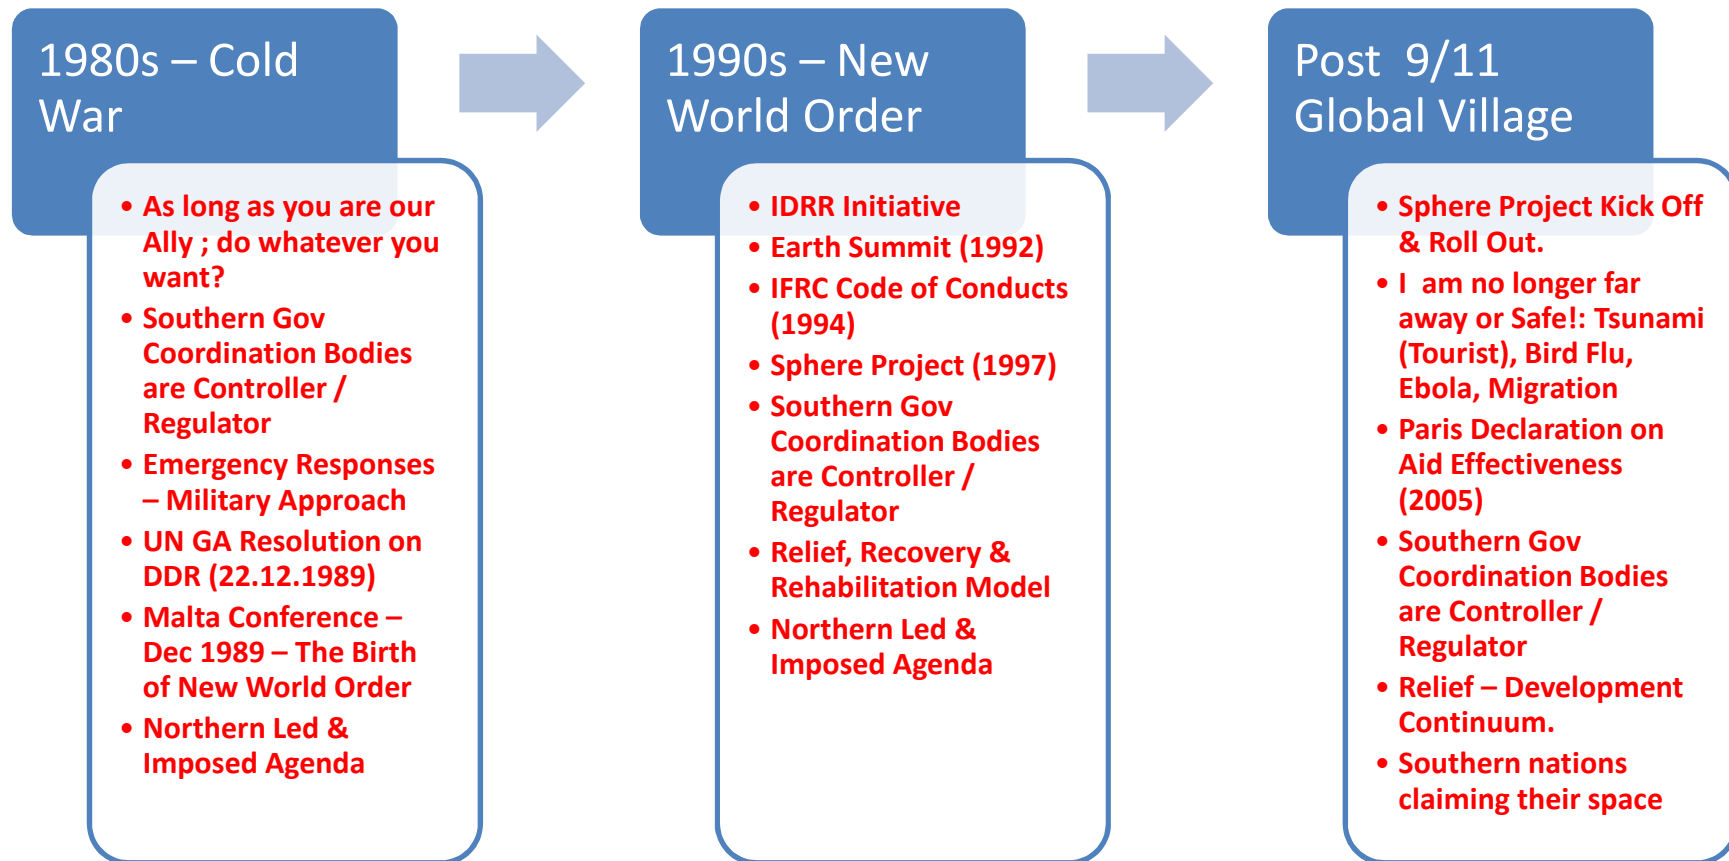 1980s – Cold
War
• As long as you are our
Ally ; do whatever you
want?
• Southern Gov
Coordination Bodies
are Controller /
Regulator
• Emergency Responses
– Military Approach
• UN GA Resolution on
DDR (22.12.1989)
• Malta Conference –
Dec 1989 – The Birth
of New World Order
• Northern Led &
Imposed Agenda
1990s – New
World Order
• IDRR Initiative
• Earth Summit (1992)
• IFRC Code of Conducts
(1994)
• Sphere Project (1997)
• Southern Gov
Coordination Bodies
are Controller /
Regulator
• Relief, Recovery &
Rehabilitation Model
• Northern Led &
Imposed Agenda
Post 9/11
Global Village
• Sphere Project Kick Off
& Roll Out.
• I am no longer far
away or Safe!: Tsunami
(Tourist), Bird Flu,
Ebola, Migration
• Paris Declaration on
Aid Effectiveness
(2005)
• Southern Gov
Coordination Bodies
are Controller /
Regulator
• Relief – Development
Continuum.
• Southern nations
claiming their space